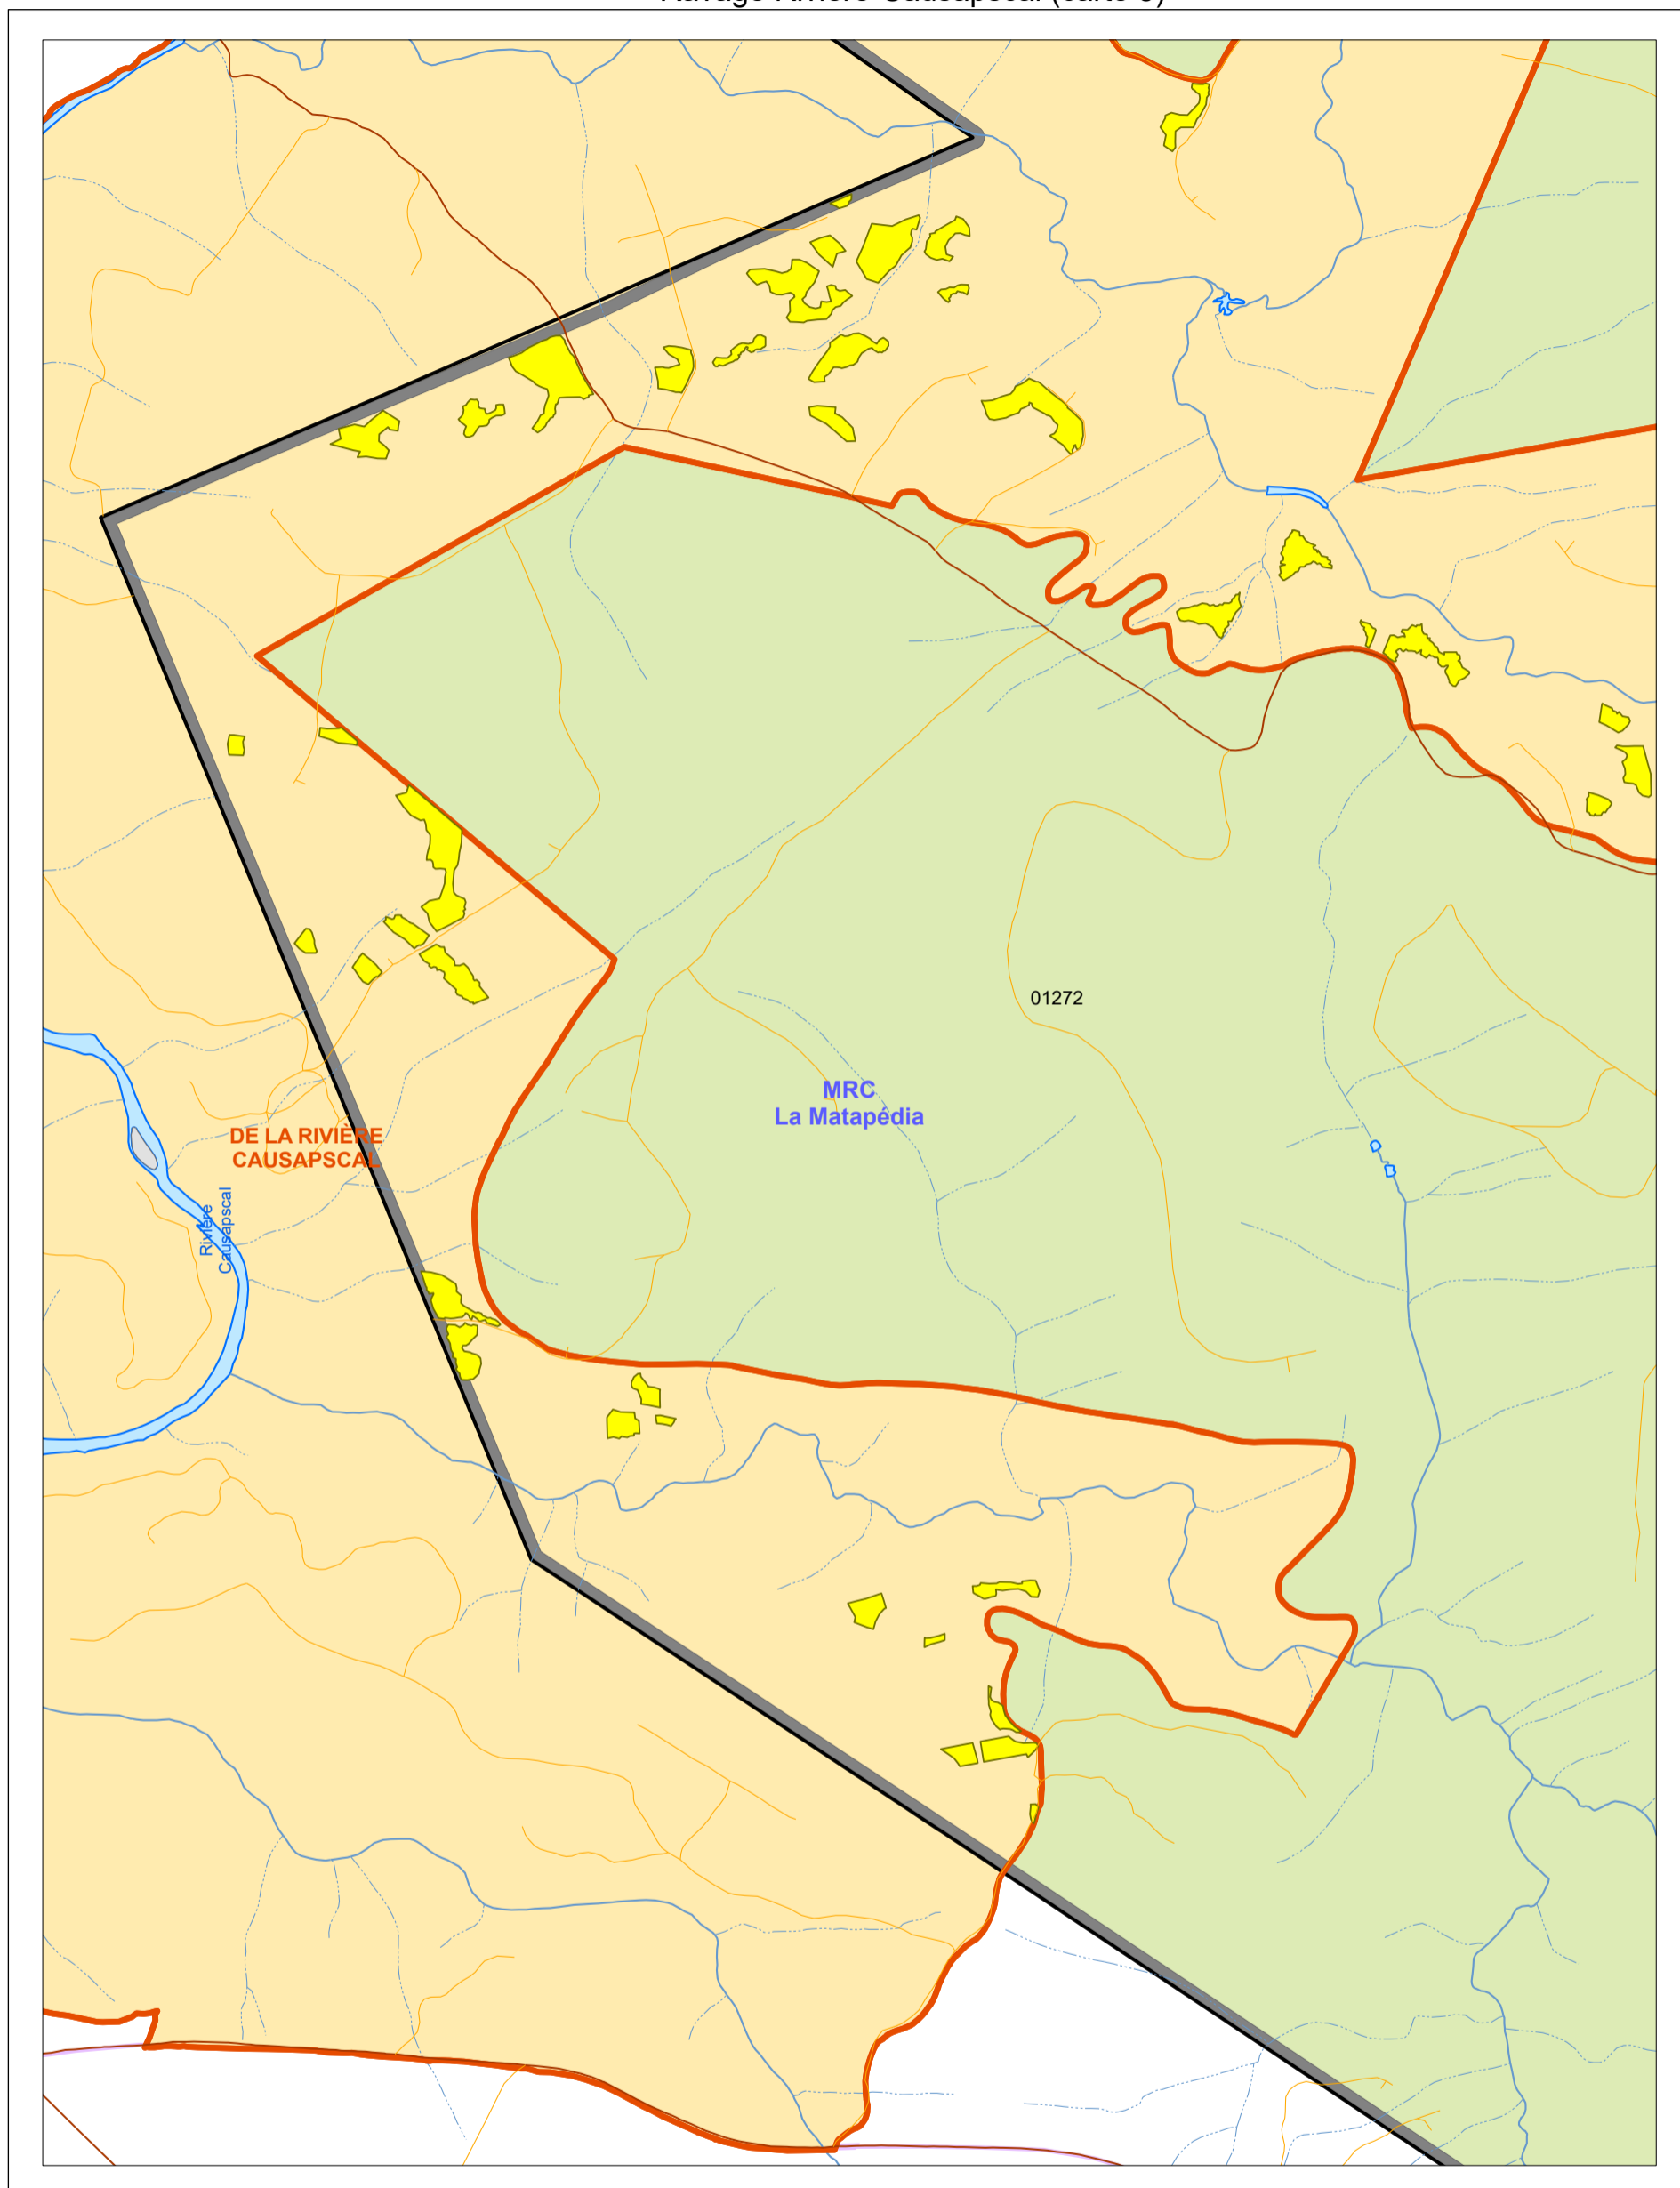 01272
MRC
La Matapédia
DE LA RIVIÈRE
CAUSAPSCAL
Rivière
Causapscal